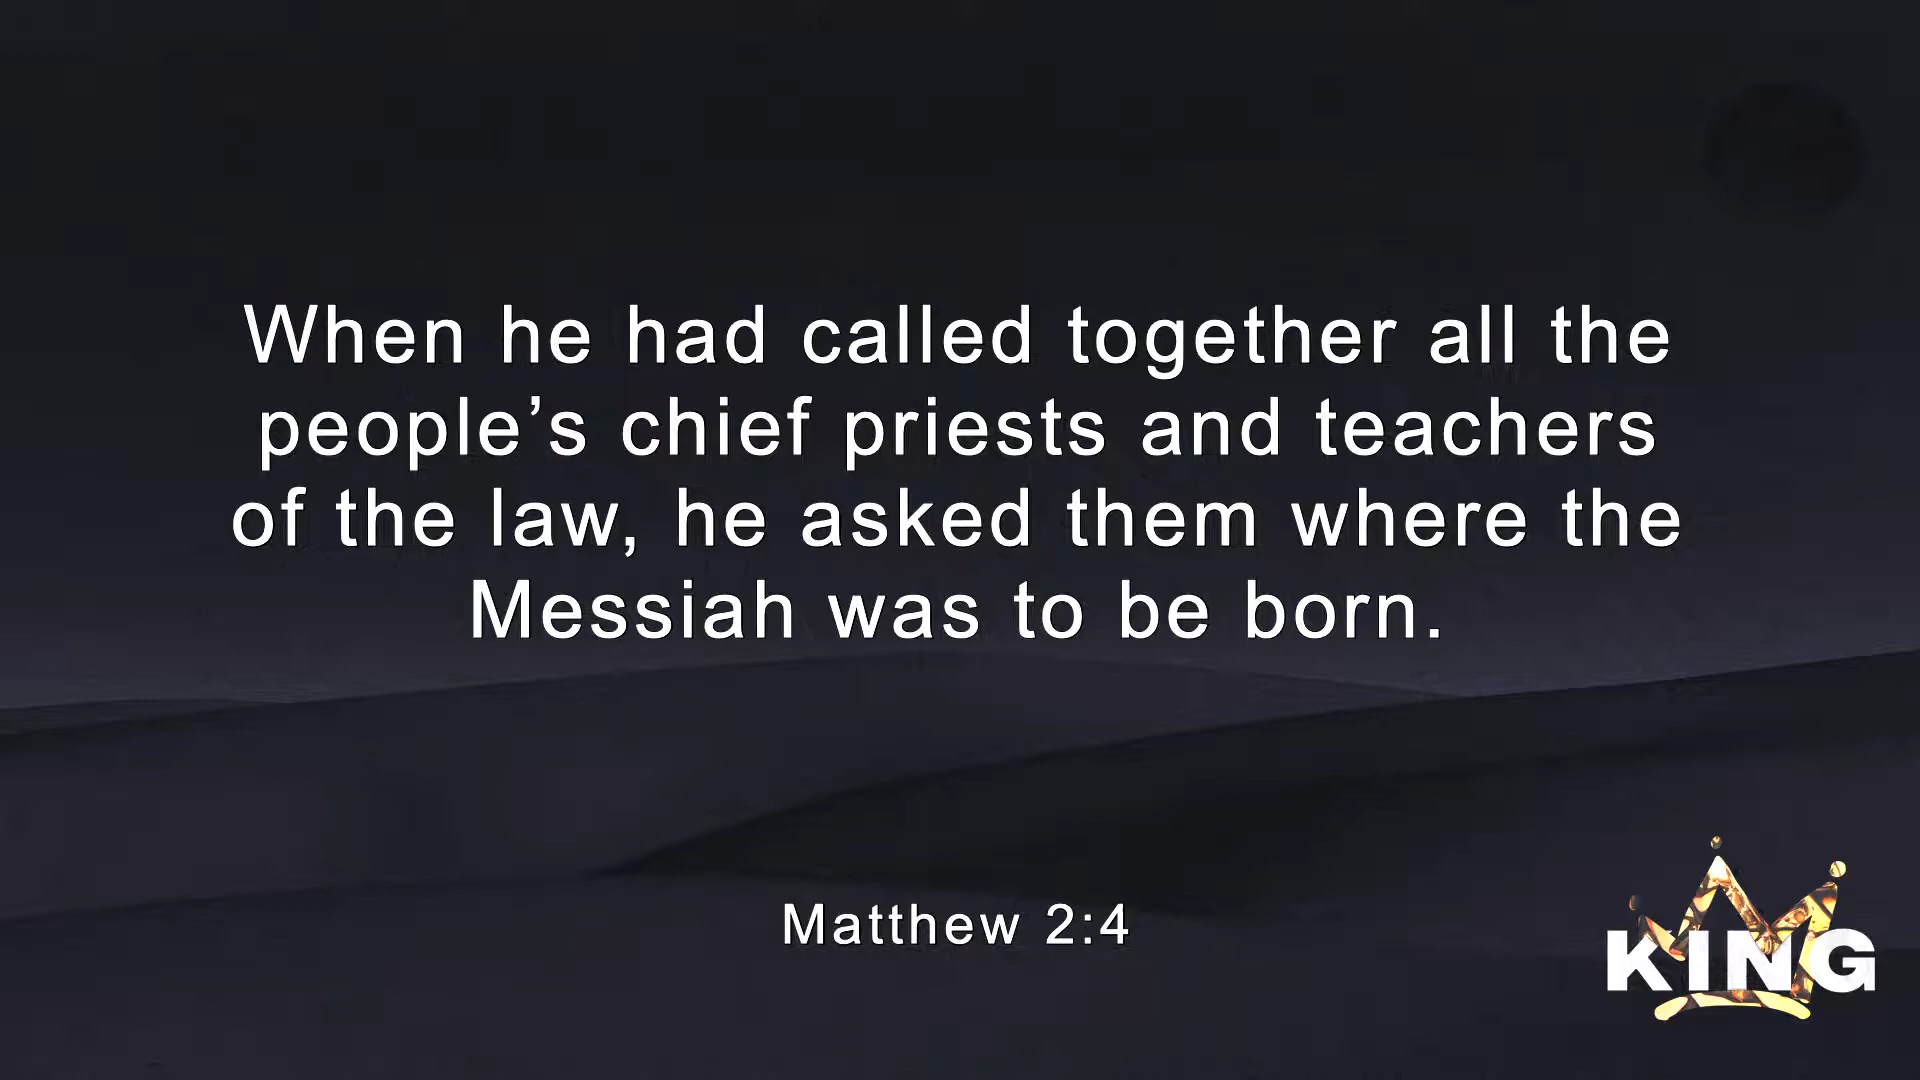 When he had called together all the
people’s chief priests and teachers
of the law, he asked them where the
Messiah was to be born.
Matthew 2:4
KING